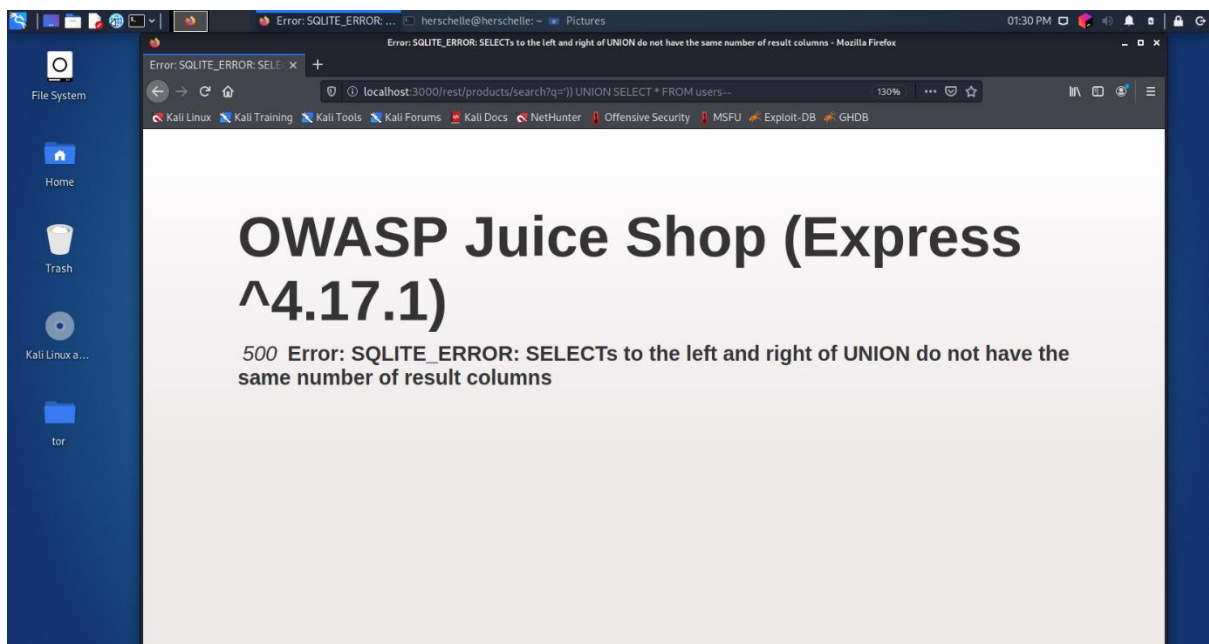 Error: SQLITE_ERROR: ... herschelle@herschelle: ~ Pictures 01:30 PM
Error: SQLITE_ERROR: SELECTs to the left and right of UNION do not have the same number of result columns - Mozilla Firefox
Error: SQLITE_ERROR: SELE
localhost:3000/rest/products/search?q=')) UNION SELECT * FROM users-- 130%
Kali Linux Kali Training Kali Tools Kali Forums Kali Docs NetHunter Offensive Security MSFU Exploit-DB GHDB
File System
Home
Trash
Kali Linux a...
tor
OWASP Juice Shop (Express
^4.17.1)
500 Error: SQLITE_ERROR: SELECTs to the left and right of UNION do not have the
same number of result columns